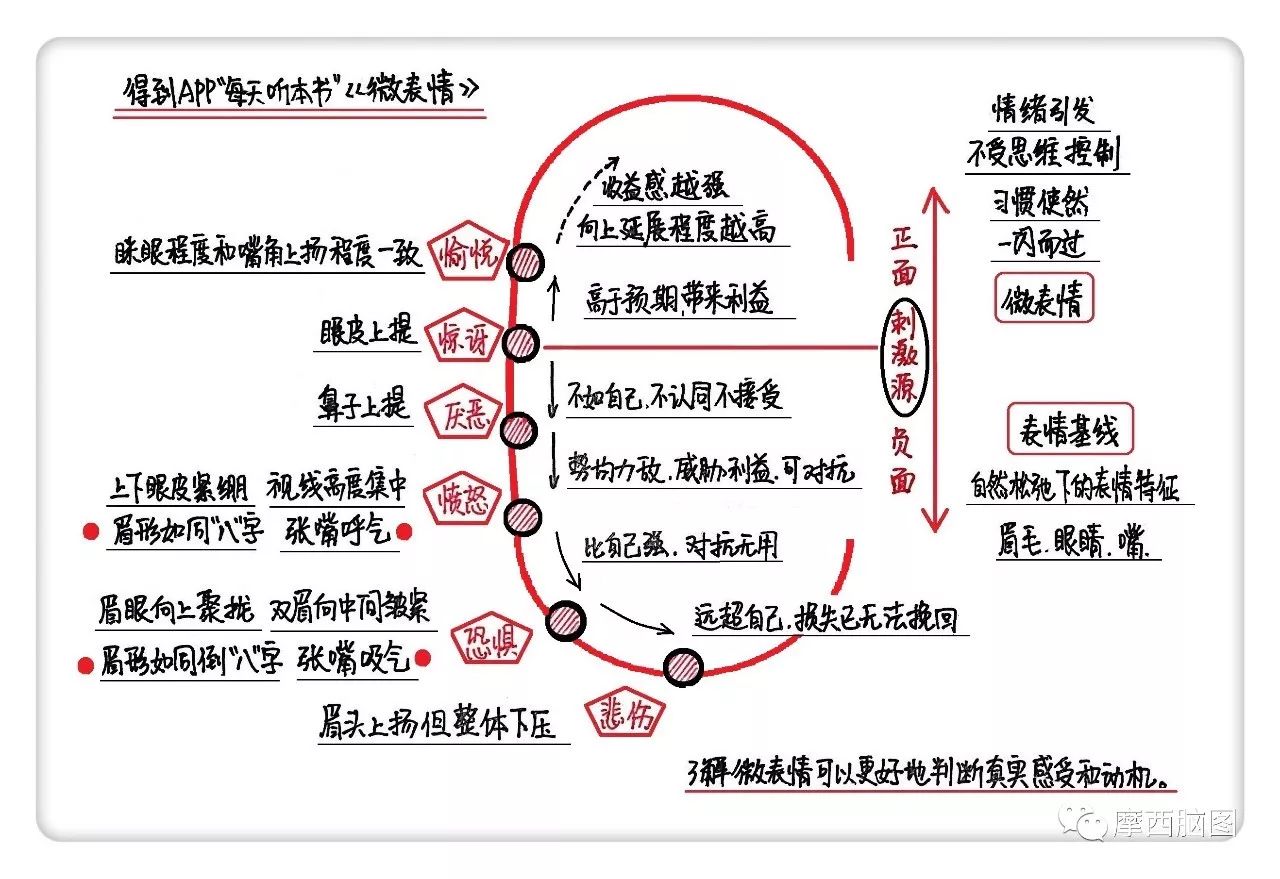 得到APP“每天听本书”《微表情》
情绪引发
不受思维控制
习惯使然
一闪而过
微表情
收益感越强
向上延展程度越高
眯眼程度和嘴角上扬程度一致
愉悦
高于预期,带来利益
眼皮上提
惊讶
正面
刺激源
负面
鼻子上提
厌恶
不如自己.不认同不接受
表情基线
自然松弛下的表情特征
眉毛.眼睛.嘴.
上下眼皮紧绷 视线高度集中
愤怒
势均力敌.威胁利益.可对抗
眉形如同“八”字 张嘴呼气
比自己强.对抗无用
眉眼向上聚拢 双眉向中间皱紧
恐惧
远超自己.损失已无法挽回
眉形如同倒“八”字 张嘴吸气
眉头上扬但整体下压
悲伤
了解微表情可以更好地判断真实感受和动机。
摩西脑图